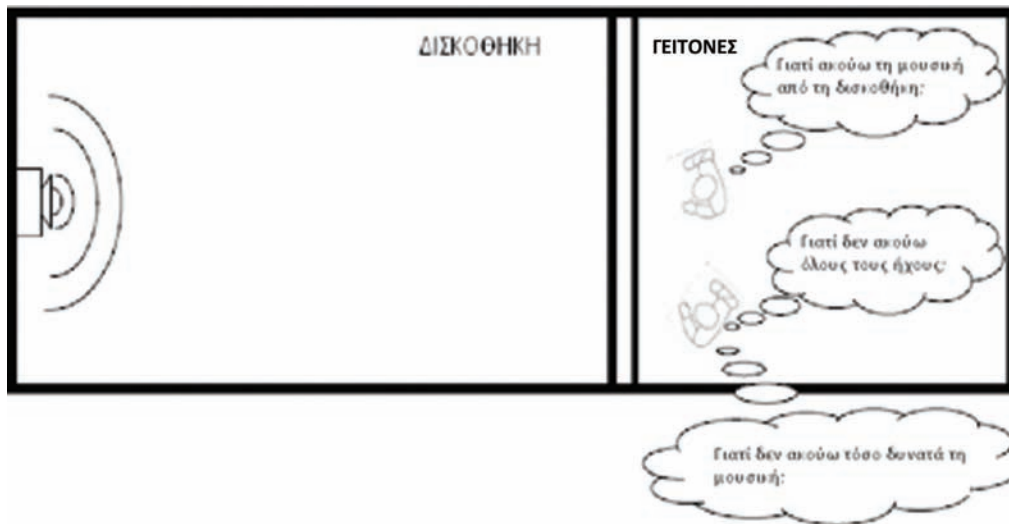 ΔΙΣΚΟΘΗΚΗ
ΓΕΙΤΟΝΕΣ
Γιατί ακούω τη μουσική
από τη δισκοθήκη;
Γιατί δεν ακούω
όλους τους ήχους;
Γιατί δεν ακούω τόσο δυνατά τη
μουσική;